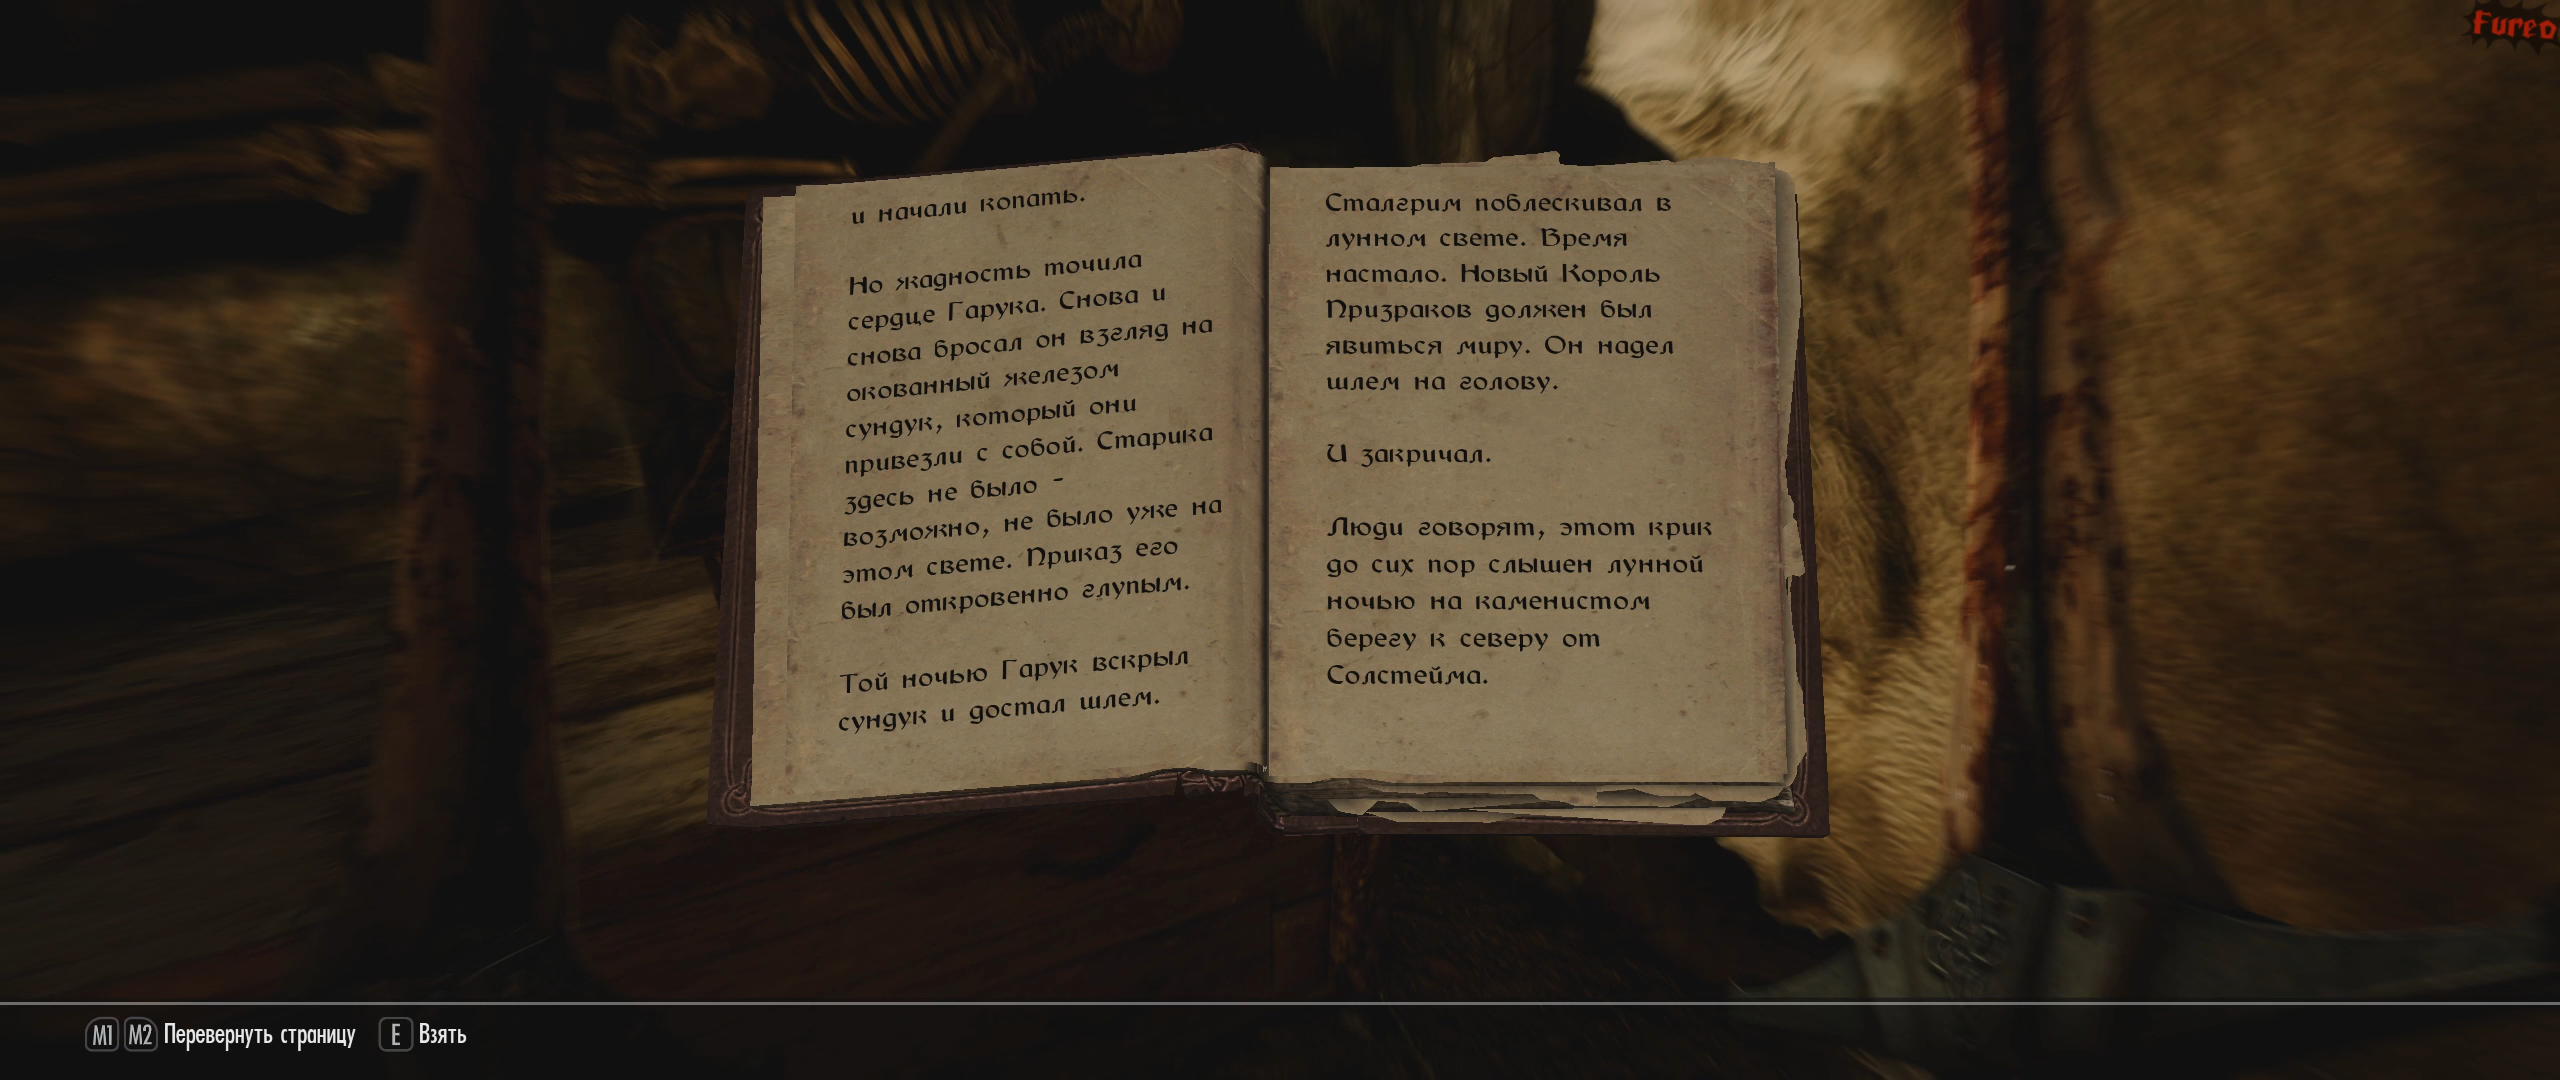 Fured
и начали копать.
Но жадность точила
сердце Гарука. Снова и
снова бросал он взгляд на
окованный железом
сундук, который они
привезли с собой. Старика
здесь не было -
возможно, не было уже на
этом свете. Приказ его
был откровенно глупым.
Той ночью Гарук вскрыл
сундук и достал шлем.
Сталгрим поблескивал в
лунном свете. Время
настало. Новый Король
Призраков должен был
явиться миру. Он надел
шлем на голову.
И закричал.
Люди говорят, этот крик
до сих пор слышен лунной
ночью на каменистом
берегу к северу от
Солстейма.
M1 M2 Перевернуть страницу E Взять